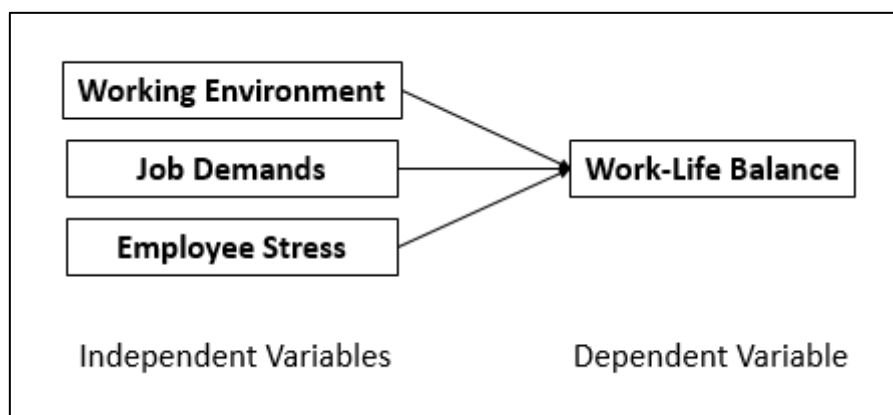 Working Environment
Job Demands
Work-Life Balance
Employee Stress
Independent Variables
Dependent Variable